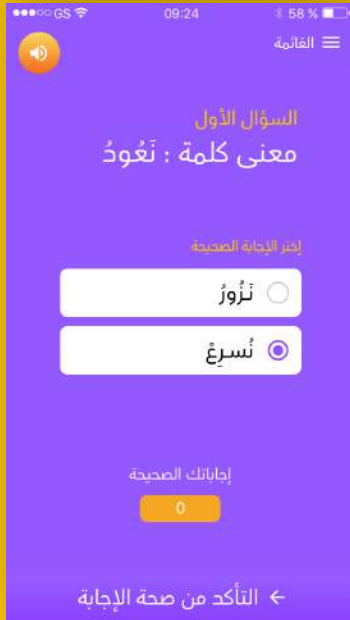 GS 09:24 58 %
القائمة
السؤال الأول
معنى كلمة : نَعُودُ
إختر الإجابة الصحيحة
نَزُورُ
نُسرِعْ
إجاباتك الصحيحة
0
التأكد من صحة الإجابة